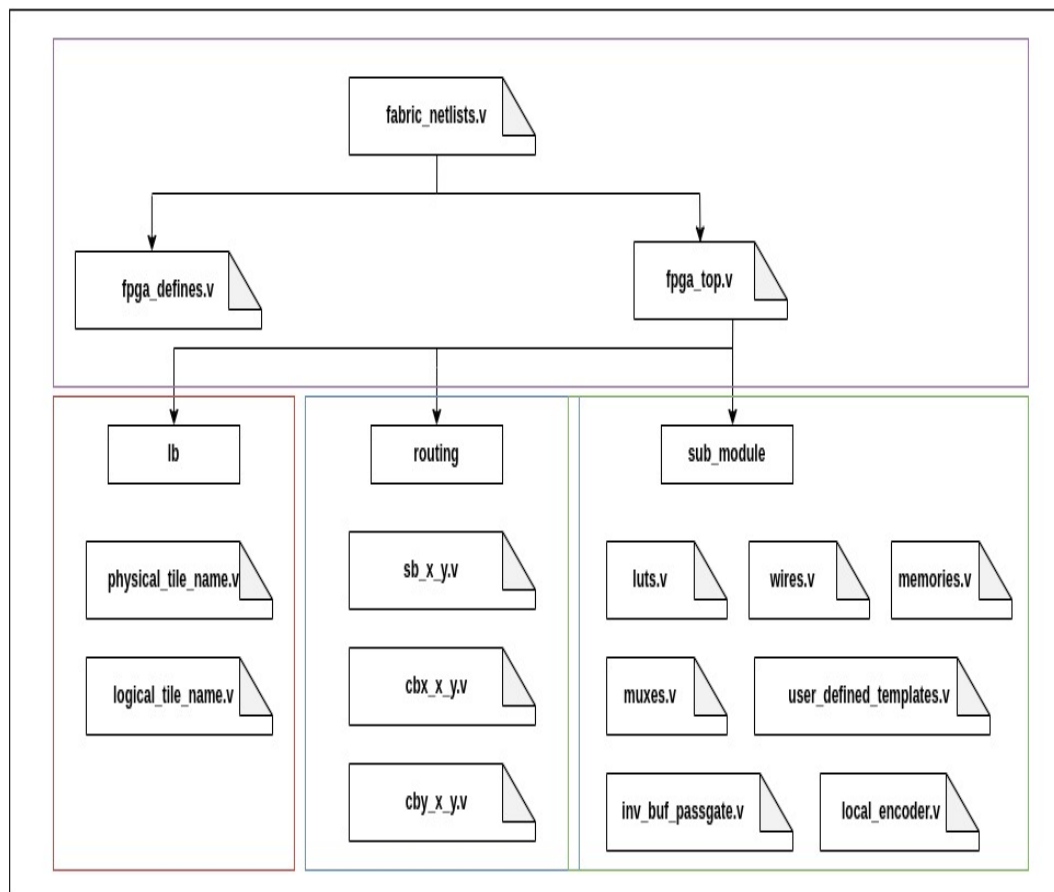 fabric_netlists.v
fpga_defines.v
fpga_top.v
lb
routing
sub_module
physical_tile_name.v
sb_x_y.v
luts.v
wires.v
memories.v
logical_tile_name.v
cbx_x_y.v
muxes.v
user_defined_templates.v
cby_x_y.v
inv_buf_passgate.v
local_encoder.v